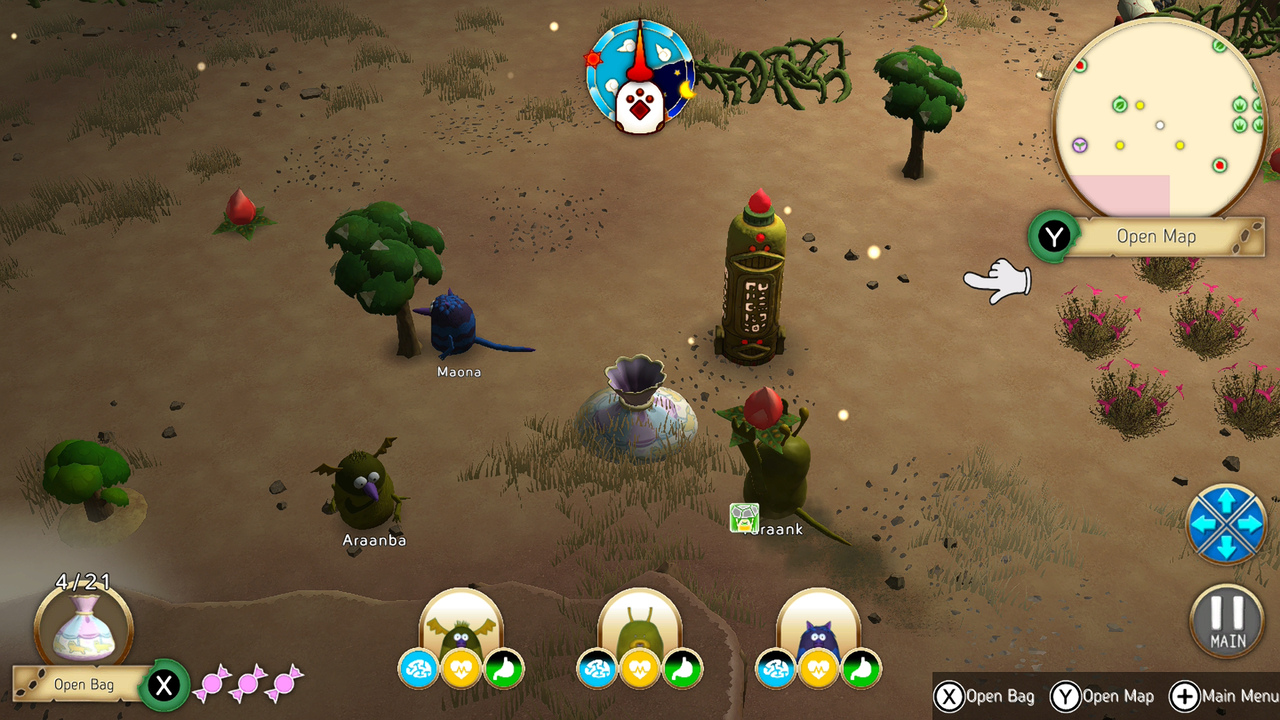 Y
Open Map
Maona
Araanba
raank
4/21
Open Bag
X
MAIN
X Open Bag Y Open Map + Main Menu